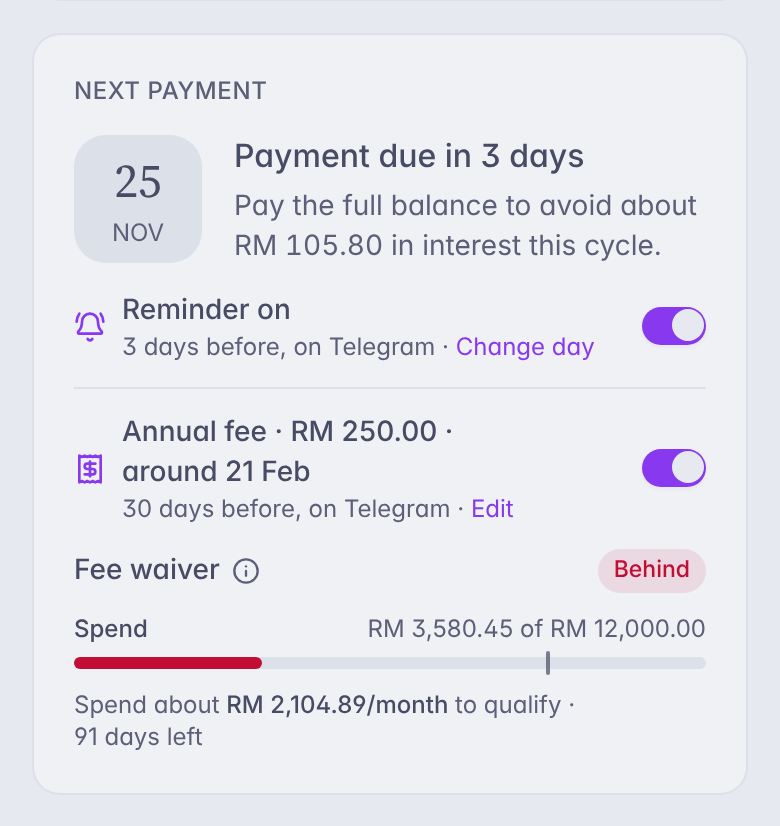 NEXT PAYMENT
25
NOV
Payment due in 3 days
Pay the full balance to avoid about
RM 105.80 in interest this cycle.
Reminder on
3 days before, on Telegram · Change day
Annual fee · RM 250.00 ·
around 21 Feb
30 days before, on Telegram · Edit
Fee waiver
Behind
Spend
RM 3,580.45 of RM 12,000.00
Spend about RM 2,104.89/month to qualify ·
91 days left